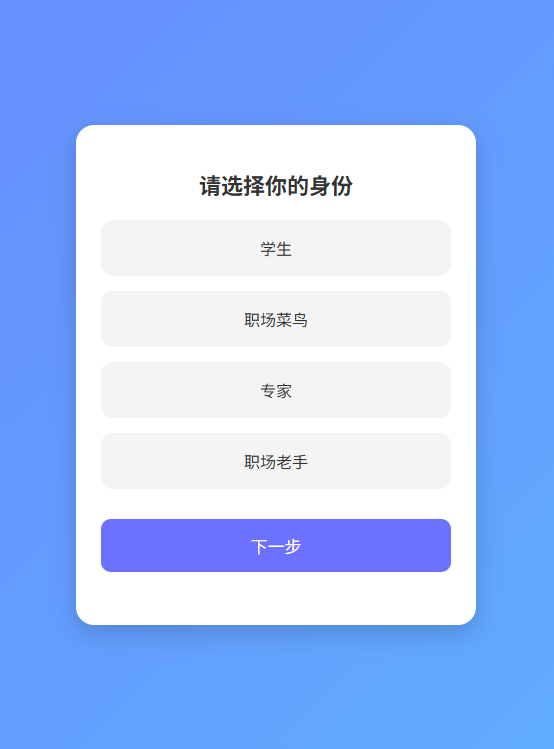 请选择你的身份
学生
职场菜鸟
专家
职场老手
下一步